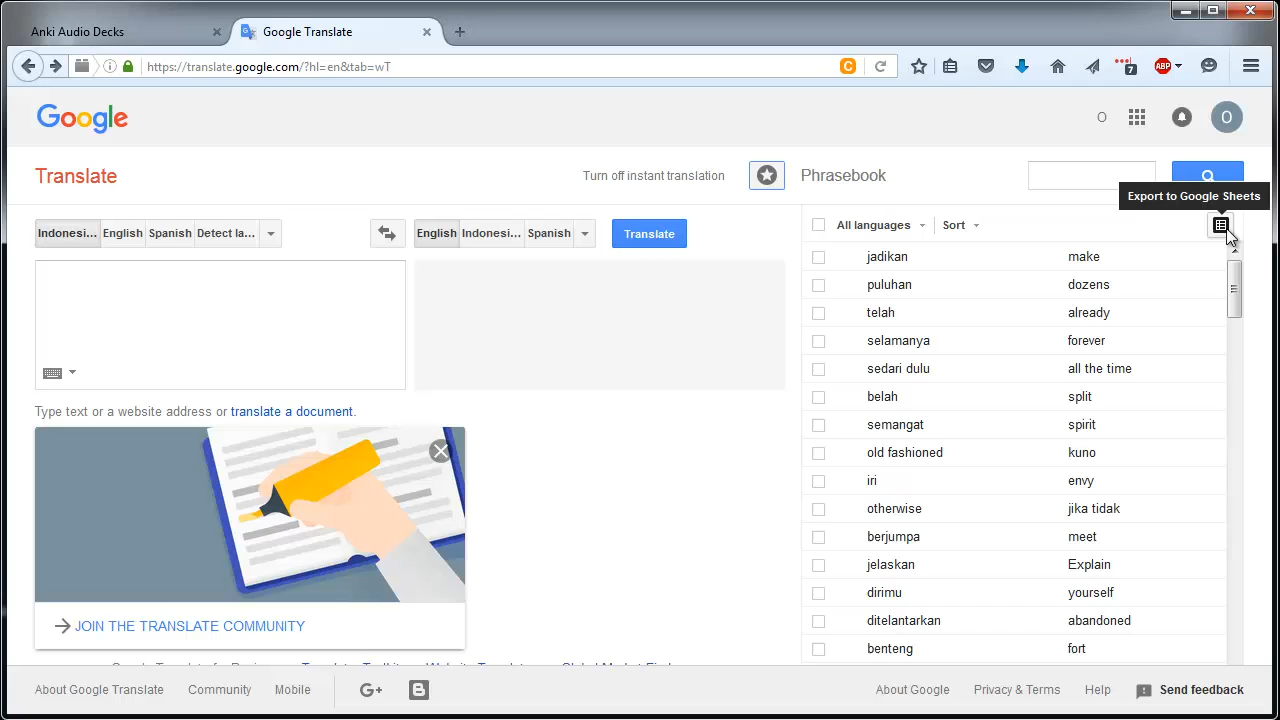 Anki Audio Decks
Google Translate
https://translate.google.com/?hl=en&tab=wT
C
7
ABP
Google
O
O
Translate
Turn off instant translation
Phrasebook
Export to Google Sheets
Indonesi...
English
Spanish
Detect la...
English
Indonesi...
Spanish
Translate
All languages
Sort
jadikan make
puluhan dozens
telah already
selamanya forever
sedari dulu all the time
belah split
semangat spirit
old fashioned kuno
iri envy
otherwise jika tidak
berjumpa meet
jelaskan Explain
dirimu yourself
ditelantarkan abandoned
benteng fort
Type text or a website address or translate a document.
JOIN THE TRANSLATE COMMUNITY
About Google Translate
Community
Mobile
G+
About Google
Privacy & Terms
Help
Send feedback